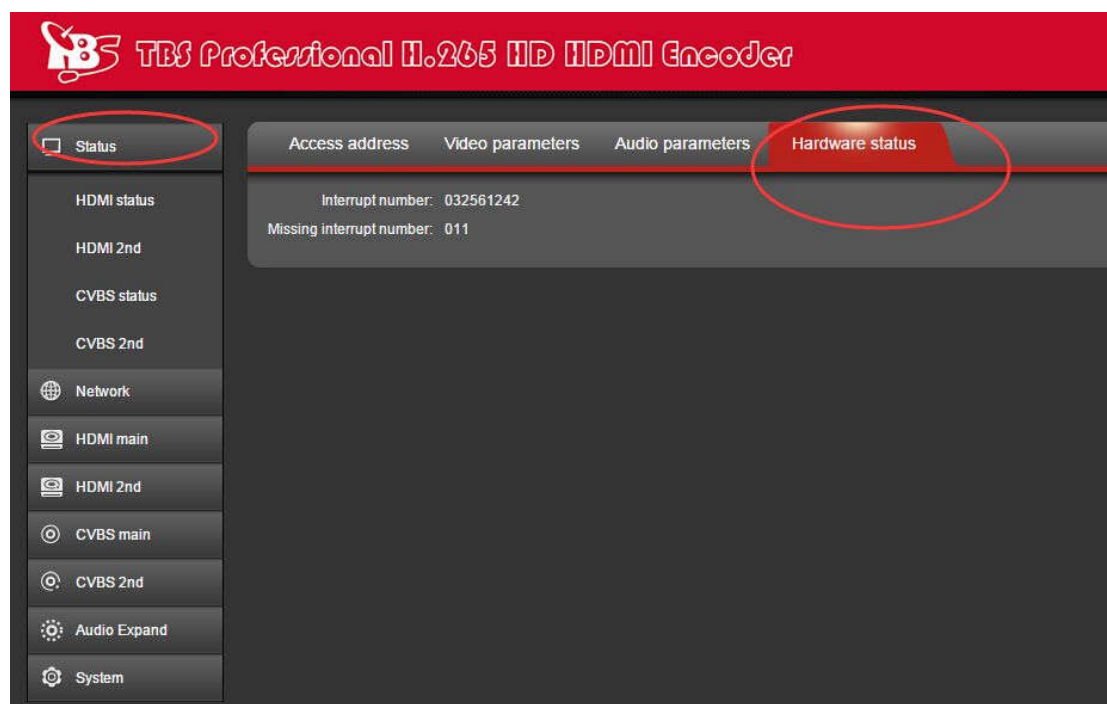 TBS TBS Professional H.265 HD HDMI Encoder
Status
HDMI status
HDMI 2nd
CVBS status
CVBS 2nd
Network
HDMI main
HDMI 2nd
CVBS main
CVBS 2nd
Audio Expand
System
Access address Video parameters Audio parameters Hardware status
Interrupt number: 032561242
Missing interrupt number: 011